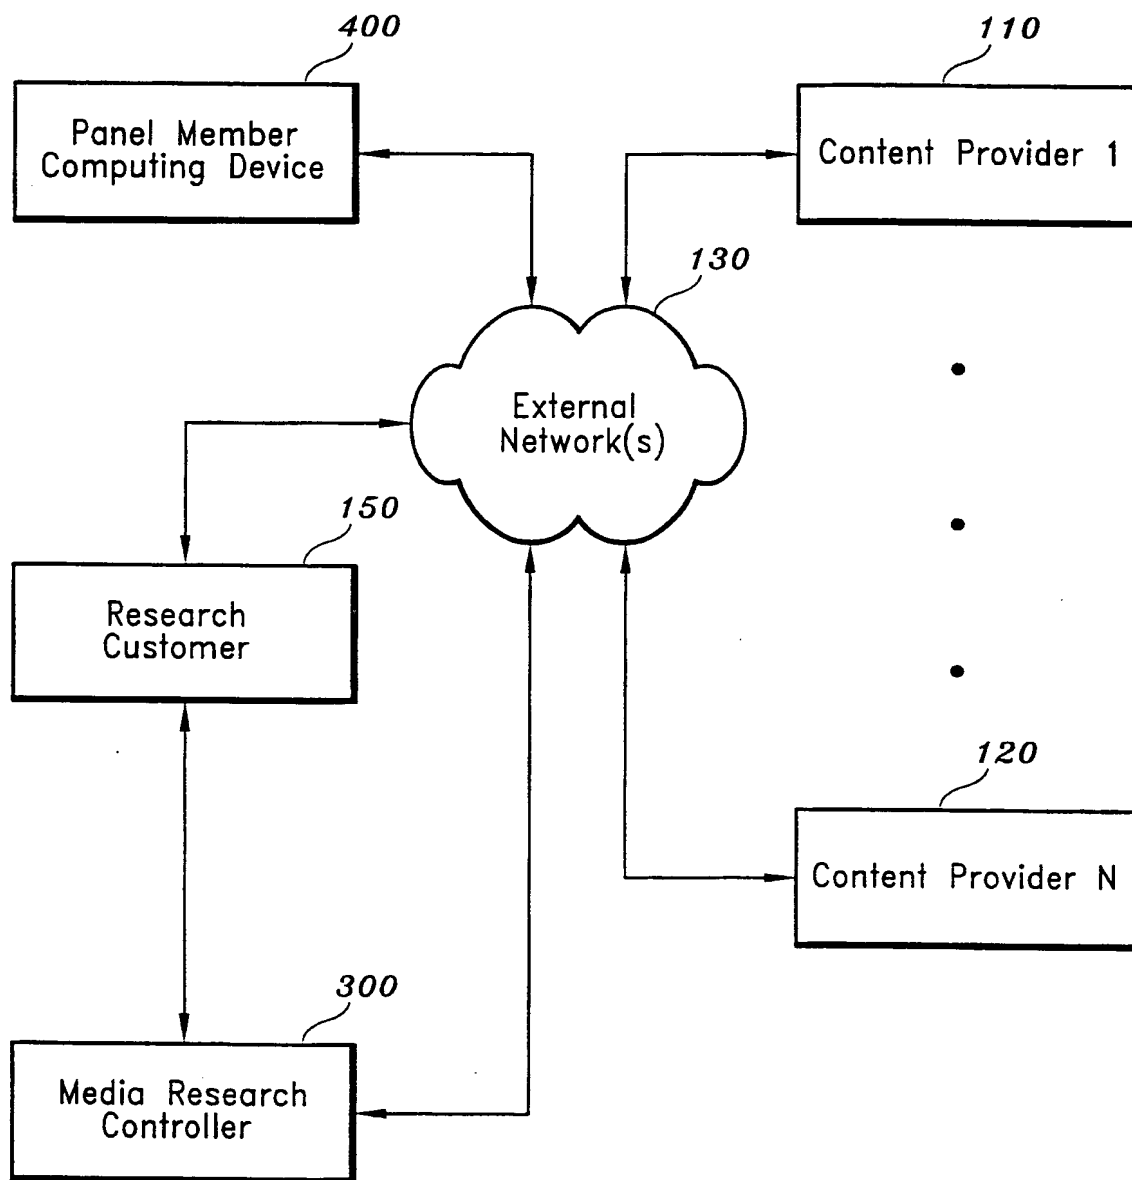 400
110
Panel Member
Computing Device
Content Provider 1
130
External
Network(s)
150
Research
Customer
120
Content Provider N
300
Media Research
Controller